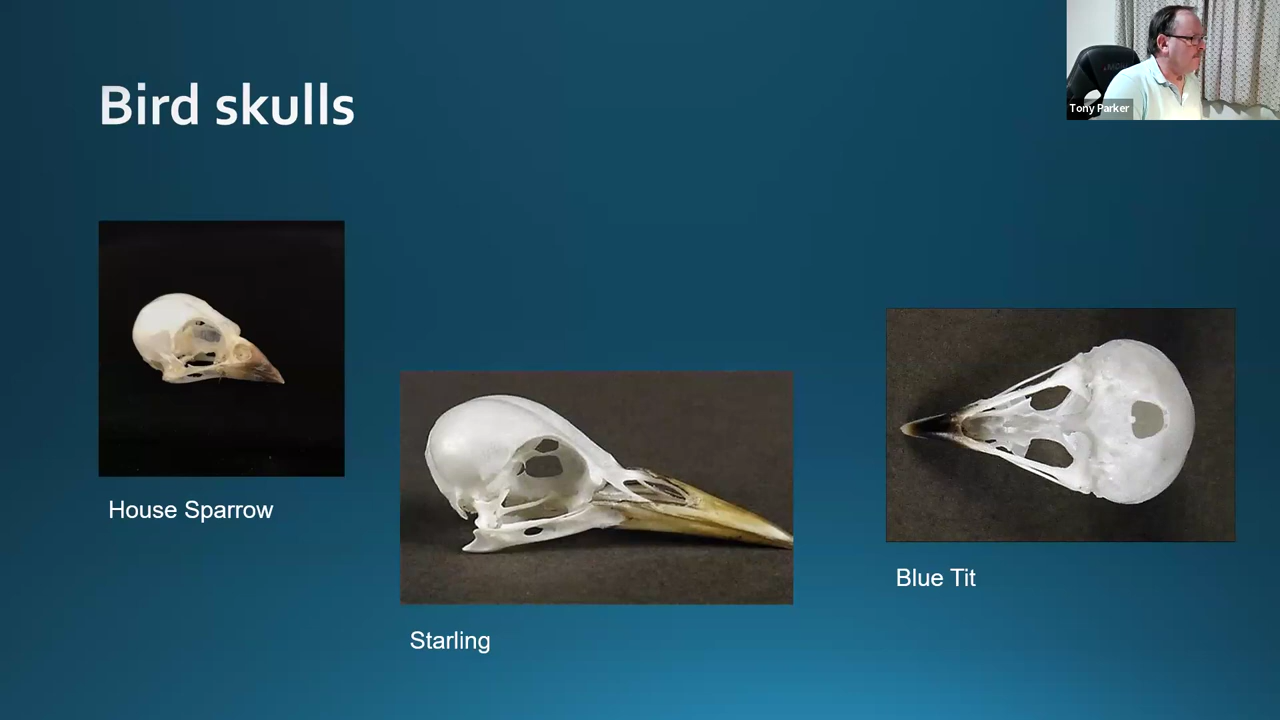 Bird skulls
Tony Parker
House Sparrow
Starling
Blue Tit